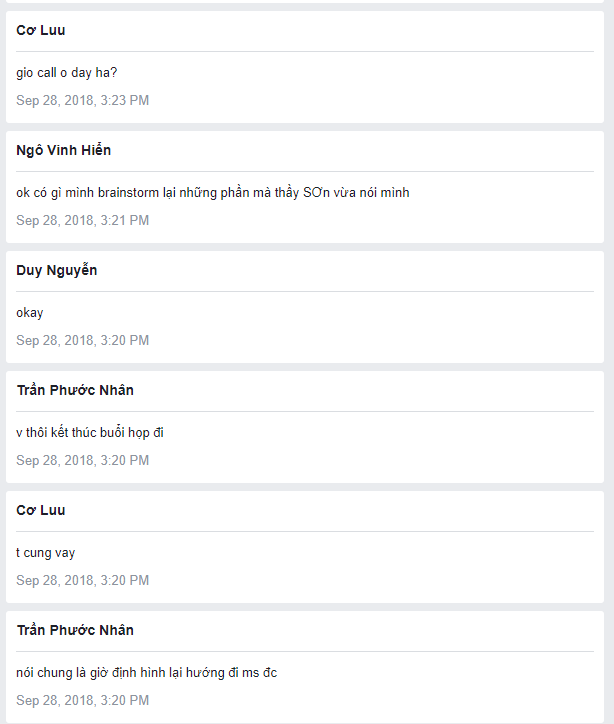 Cơ Luu
gio call o day ha?
Sep 28, 2018, 3:23 PM
Ngô Vinh Hiển
ok có gì mình brainstorm lại những phần mà thầy SƠn vừa nói mình
Sep 28, 2018, 3:21 PM
Duy Nguyễn
okay
Sep 28, 2018, 3:20 PM
Trần Phước Nhân
v thôi kết thúc buổi họp đi
Sep 28, 2018, 3:20 PM
Cơ Luu
t cung vay
Sep 28, 2018, 3:20 PM
Trần Phước Nhân
nói chung là giờ định hình lại hướng đi ms đc
Sep 28, 2018, 3:20 PM